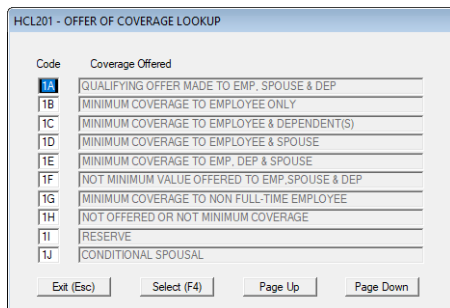 HCL201 - OFFER OF COVERAGE LOOKUP
Code Coverage Offered
1A QUALIFYING OFFER MADE TO EMP, SPOUSE & DEP
1B MINIMUM COVERAGE TO EMPLOYEE ONLY
1C MINIMUM COVERAGE TO EMPLOYEE & DEPENDENT(S)
1D MINIMUM COVERAGE TO EMPLOYEE & SPOUSE
1E MINIMUM COVERAGE TO EMP, DEP & SPOUSE
1F NOT MINIMUM VALUE OFFERED TO EMP,SPOUSE & DEP
1G MINIMUM COVERAGE TO NON FULL-TIME EMPLOYEE
1H NOT OFFERED OR NOT MINIMUM COVERAGE
1I RESERVE
1J CONDITIONAL SPOUSAL
Exit (Esc) Select (F4) Page Up Page Down